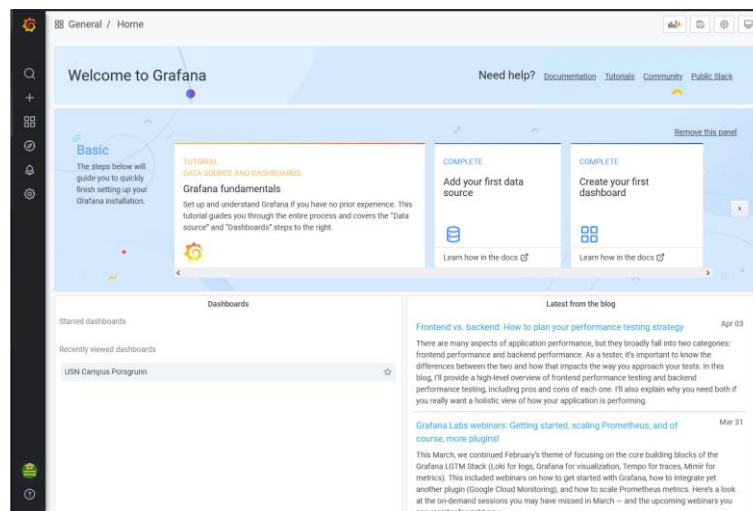 General / Home
Welcome to Grafana
Need help? Documentation Tutorials Community Public Slack
Remove this panel
Basic
The steps below will
guide you to quickly
finish setting up your
Grafana installation.
TUTORIAL
DATA SOURCE AND DASHBOARDS
Grafana fundamentals
Set up and understand Grafana if you have no prior experience. This
tutorial guides you through the entire process and covers the "Data
source" and "Dashboards" steps to the right.
COMPLETE
Add your first data
source
Learn how in the docs
COMPLETE
Create your first
dashboard
Learn how in the docs
Dashboards
Starred dashboards
Recently viewed dashboards
USN Campus Porsgrunn
Latest from the blog
Frontend vs. backend: How to plan your performance testing strategy Apr 03
There are many aspects of application performance, but they broadly fall into two categories:
frontend performance and backend performance. As a tester, it's important to know the
differences between the two and how that impacts the way you approach your tests. In this
blog, I'll provide a high-level overview of frontend performance testing and backend
performance testing, including pros and cons of each one. I'll also explain why you need both if
you really want a holistic view of how your application is performing.
Grafana Labs webinars: Getting started, scaling Prometheus, and of Mar 31
course, more plugins!
This March, we continued February's theme of focusing on the core building blocks of the
Grafana LGTM Stack (Loki for logs, Grafana for visualization, Tempo for traces, Mimir for
metrics). This included webinars on how to get started with Grafana, how to integrate yet
another plugin (Google Cloud Monitoring), and how to scale Prometheus metrics. Here's a look
at the on-demand sessions you may have missed in March — and the upcoming webinars you